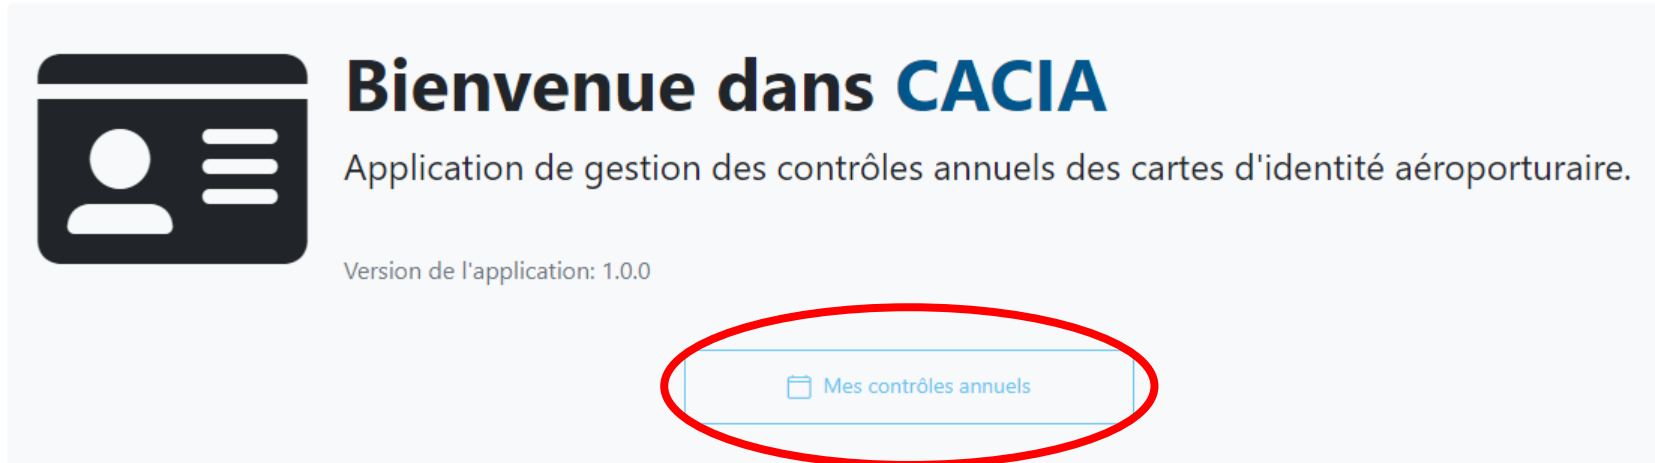 Bienvenue dans CACIA
Application de gestion des contrôles annuels des cartes d'identité aéroporturaire.
Version de l'application: 1.0.0
Mes contrôles annuels